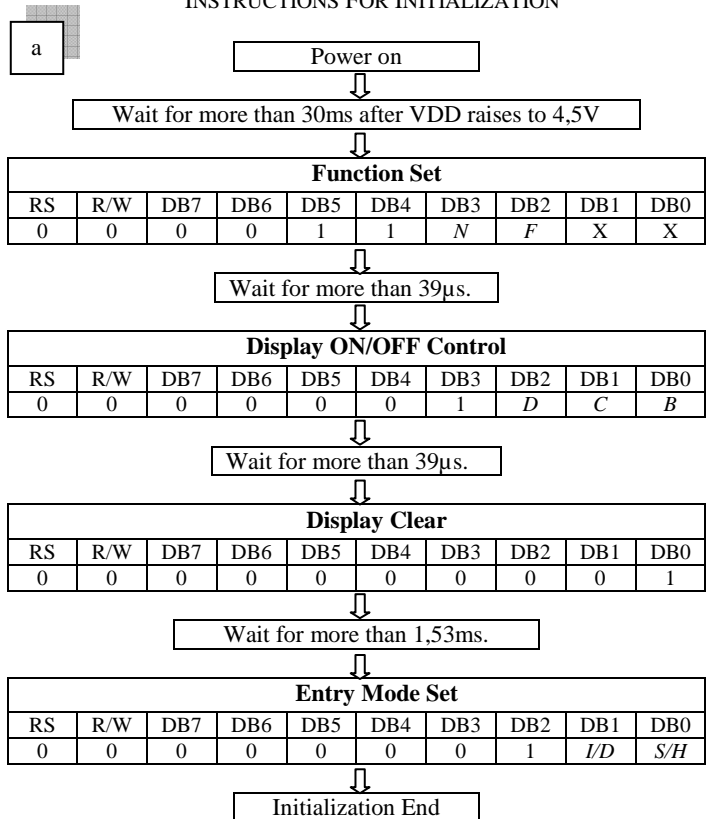 INSTRUCTIONS FOR INITIALIZATION
a
Power on
Wait for more than 30ms after VDD raises to 4,5V
Function Set
RS R/W DB7 DB6 DB5 DB4 DB3 DB2 DB1 DB0
0 0 0 0 1 1 N F X X
Wait for more than 39µs.
Display ON/OFF Control
RS R/W DB7 DB6 DB5 DB4 DB3 DB2 DB1 DB0
0 0 0 0 0 0 1 D C B
Wait for more than 39µs.
Display Clear
RS R/W DB7 DB6 DB5 DB4 DB3 DB2 DB1 DB0
0 0 0 0 0 0 0 0 0 1
Wait for more than 1,53ms.
Entry Mode Set
RS R/W DB7 DB6 DB5 DB4 DB3 DB2 DB1 DB0
0 0 0 0 0 0 0 1 I/D S/H
Initialization End